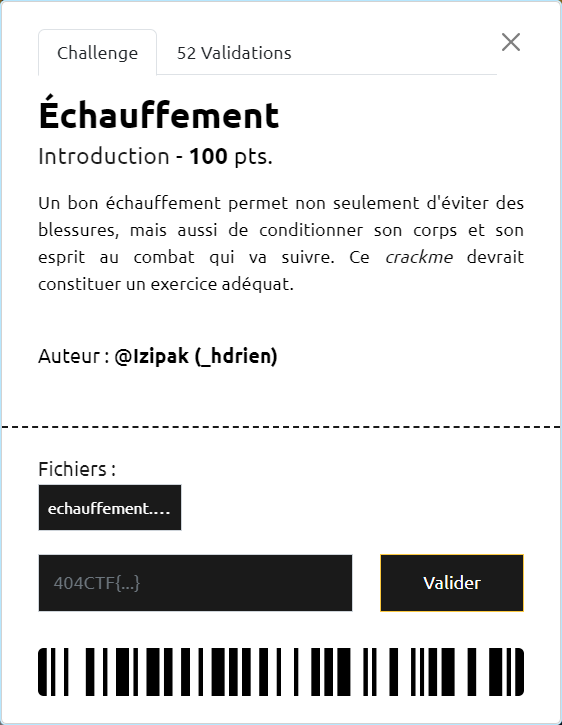 Challenge
52 Validations
Échauffement
Introduction - 100 pts.
Un bon échauffement permet non seulement d'éviter des
blessures, mais aussi de conditionner son corps et son
esprit au combat qui va suivre. Ce crackme devrait
constituer un exercice adéquat.
Auteur : @Izipak (_hdrien)
Fichiers :
echauffement....
404CTF{...}
Valider